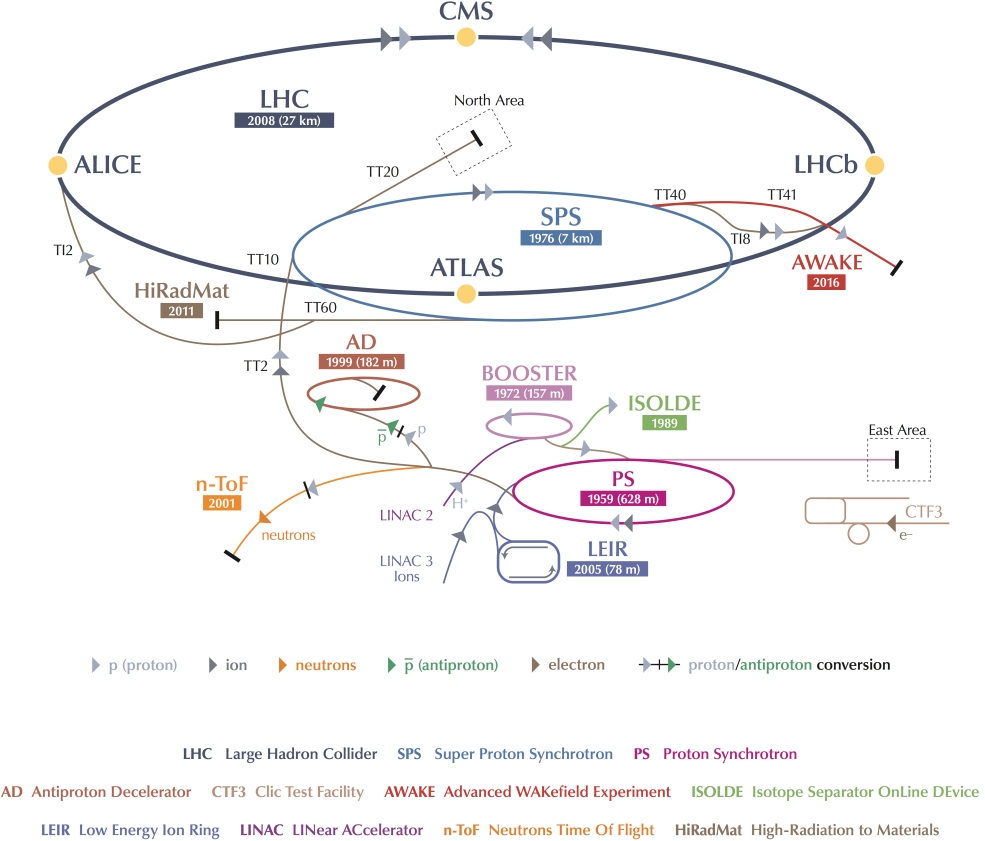 CMS
LHC
2008 (27 km)
North Area
ALICE
TT20
LHCb
TT40
TT41
SPS
1976 (7 km)
TI2
TT10
TI8
ATLAS
AWAKE
2016
HiRadMat
2011
TT60
TT2
AD
1999 (182 m)
BOOSTER
1972 (157 m)
ISOLDE
1989
p̅
p
East Area
n-ToF
2001
PS
1959 (628 m)
LINAC 2
H⁺
neutrons
CTF3
e⁻
LINAC 3
Ions
LEIR
2005 (78 m)
p (proton) ion neutrons p̅ (antiproton) electron proton/antiproton conversion
LHC Large Hadron Collider SPS Super Proton Synchrotron PS Proton Synchrotron
AD Antiproton Decelerator CTF3 Clic Test Facility AWAKE Advanced WAKefield Experiment ISOLDE Isotope Separator OnLine DEvice
LEIR Low Energy Ion Ring LINAC LINear ACcelerator n-ToF Neutrons Time Of Flight HiRadMat High-Radiation to Materials